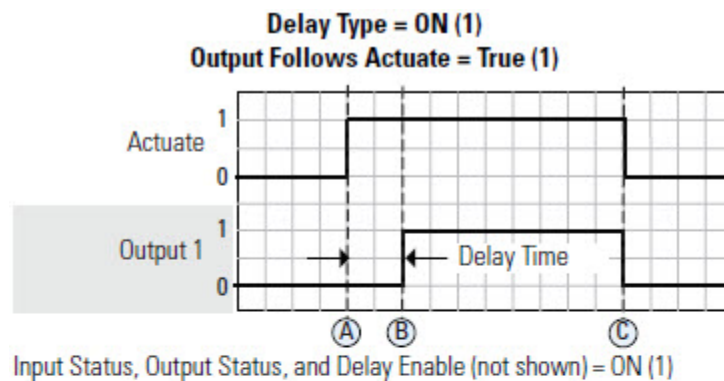 Delay Type = ON (1)
Output Follows Actuate = True (1)
1
Actuate
0
1
Output 1
Delay Time
0
A B C
Input Status, Output Status, and Delay Enable (not shown) = ON (1)